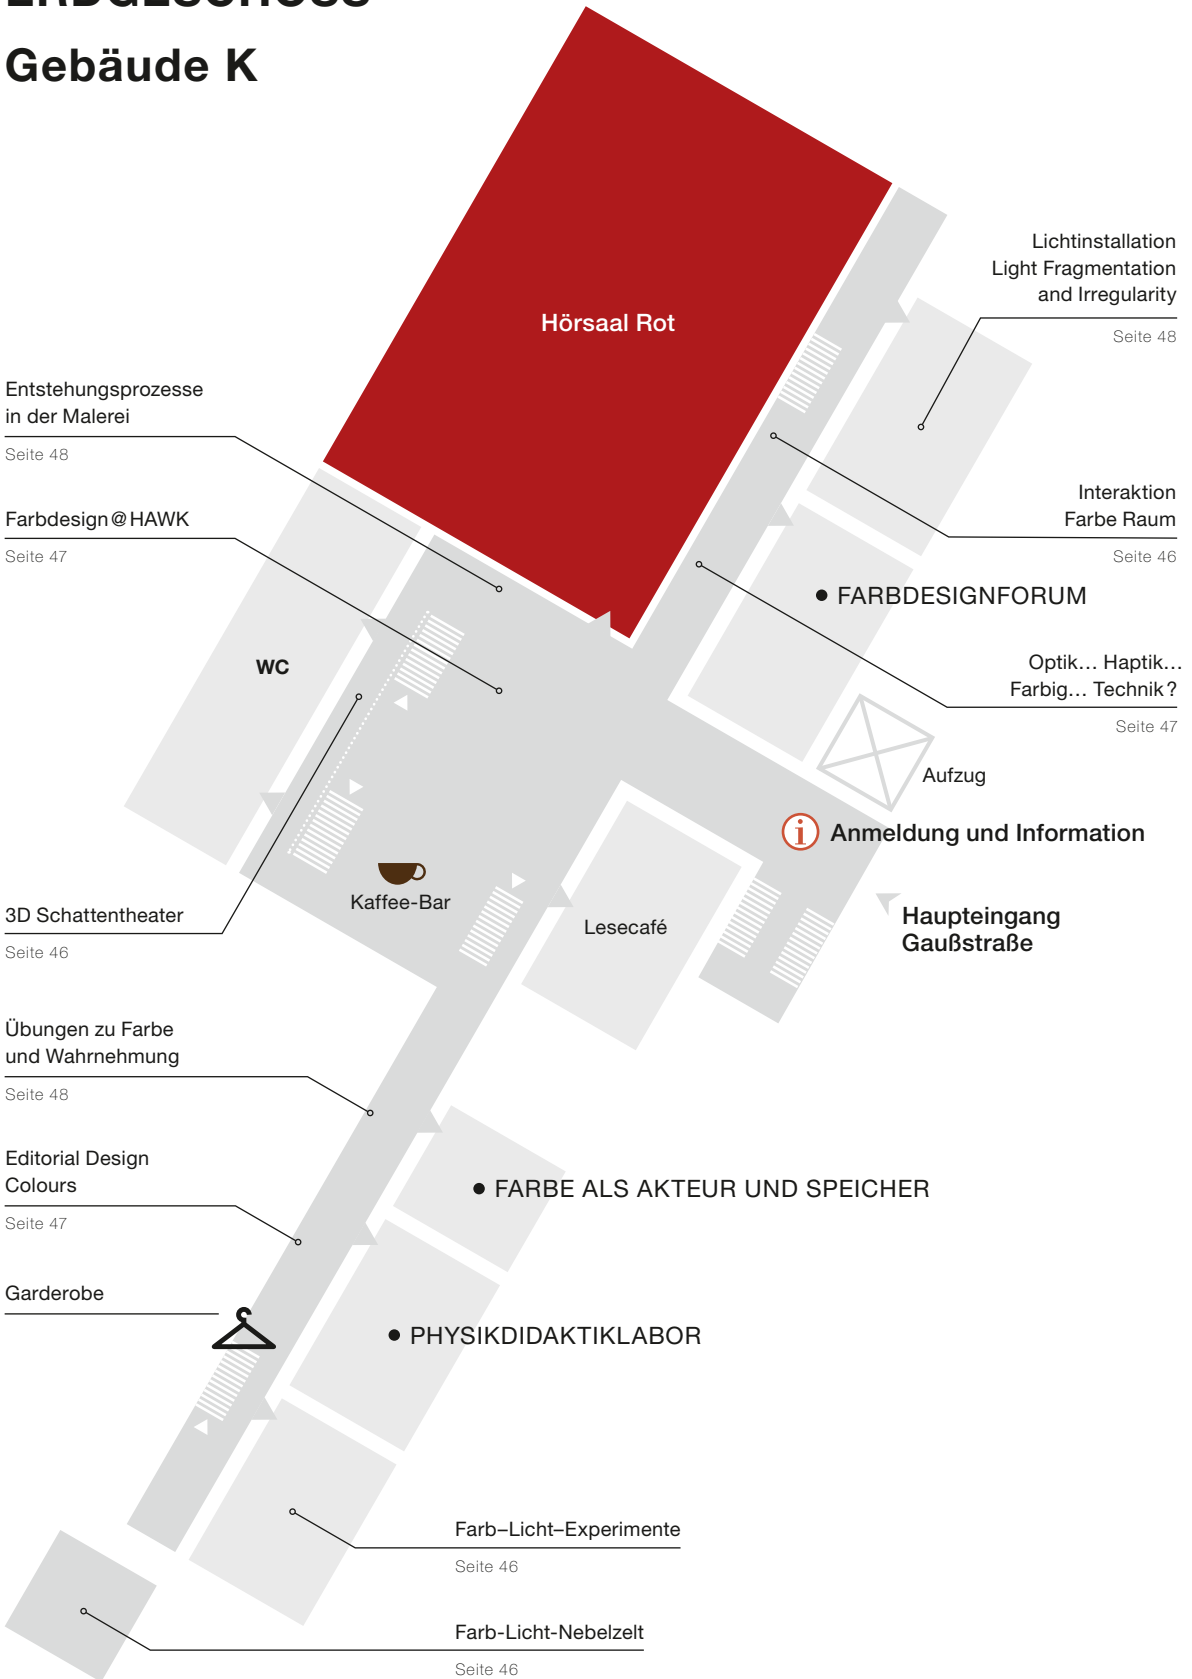 ERDGESCHOSS
Gebäude K
Hörsaal Rot
Lichtinstallation
Light Fragmentation
and Irregularity
Seite 48
Entstehungsprozesse
in der Malerei
Seite 48
Interaktion
Farbe Raum
Seite 46
Farbdesign@HAWK
Seite 47
● FARBDESIGNFORUM
WC
Optik… Haptik…
Farbig… Technik?
Seite 47
Aufzug
i Anmeldung und Information
Kaffee-Bar
3D Schattentheater
Seite 46
Lesecafé
Haupteingang
Gaußstraße
Übungen zu Farbe
und Wahrnehmung
Seite 48
Editorial Design
Colours
Seite 47
● FARBE ALS AKTEUR UND SPEICHER
Garderobe
● PHYSIKDIDAKTIKLABOR
Farb–Licht–Experimente
Seite 46
Farb-Licht-Nebelzelt
Seite 46